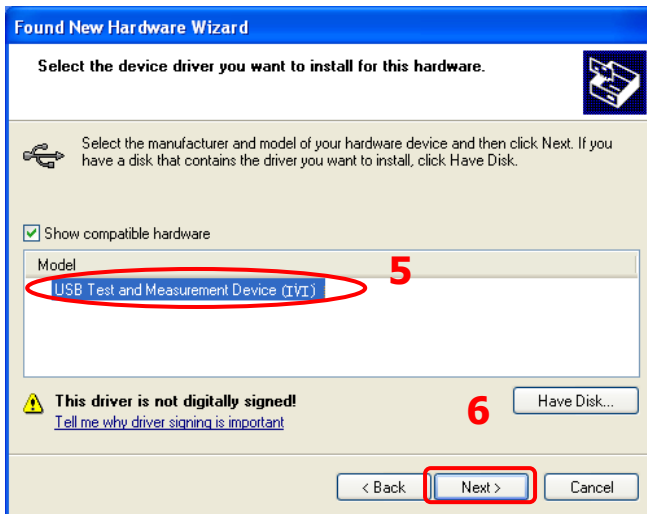 Found New Hardware Wizard
Select the device driver you want to install for this hardware.
Select the manufacturer and model of your hardware device and then click Next. If you
have a disk that contains the driver you want to install, click Have Disk.
Show compatible hardware
Model
5
USB Test and Measurement Device (IVI)
This driver is not digitally signed!
Tell me why driver signing is important
6
Have Disk...
< Back
Next >
Cancel